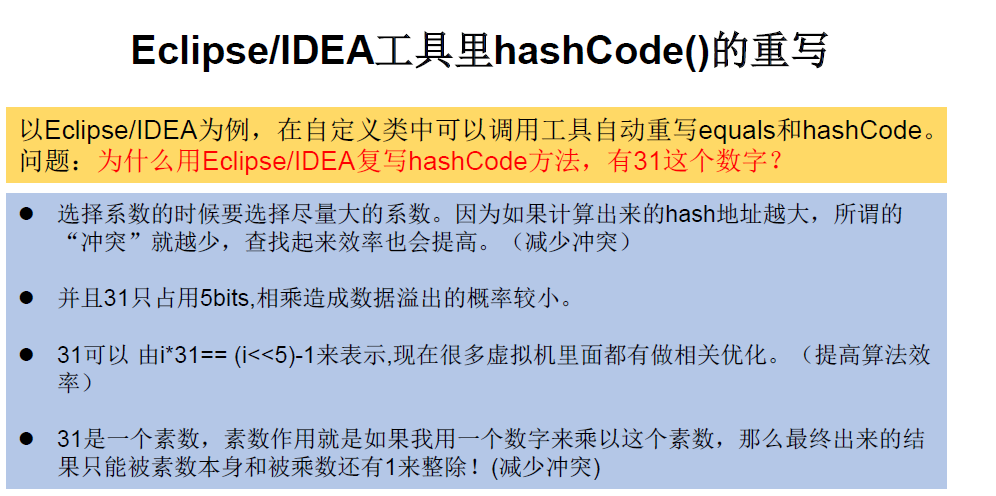 Eclipse/IDEA工具里hashCode()的重写
以Eclipse/IDEA为例，在自定义类中可以调用工具自动重写equals和hashCode。
问题：为什么用Eclipse/IDEA复写hashCode方法，有31这个数字？
● 选择系数的时候要选择尽量大的系数。因为如果计算出来的hash地址越大，所谓的
“冲突”就越少，查找起来效率也会提高。（减少冲突）
● 并且31只占用5bits,相乘造成数据溢出的概率较小。
● 31可以 由i*31== (i<<5)-1来表示,现在很多虚拟机里面都有做相关优化。（提高算法效
率）
● 31是一个素数，素数作用就是如果我用一个数字来乘以这个素数，那么最终出来的结
果只能被素数本身和被乘数还有1来整除！(减少冲突)